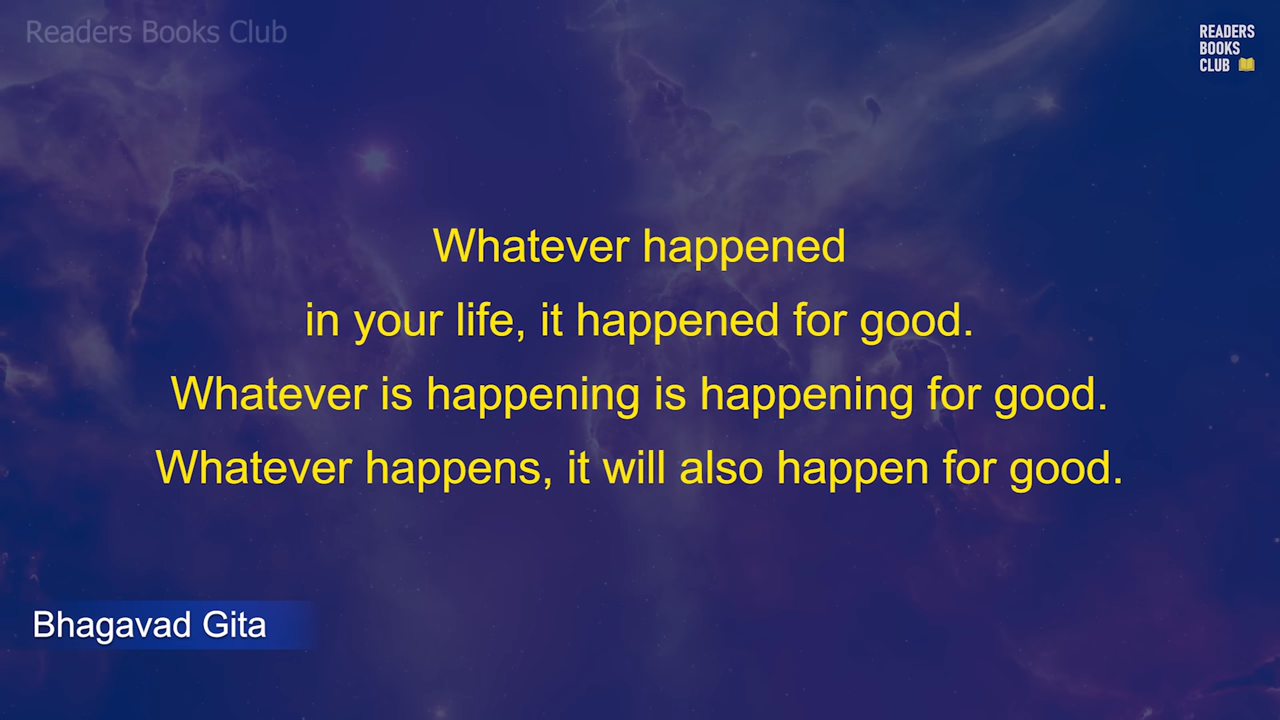 Readers Books Club
READERS
BOOKS
CLUB
Whatever happened
in your life, it happened for good.
Whatever is happening is happening for good.
Whatever happens, it will also happen for good.
Bhagavad Gita